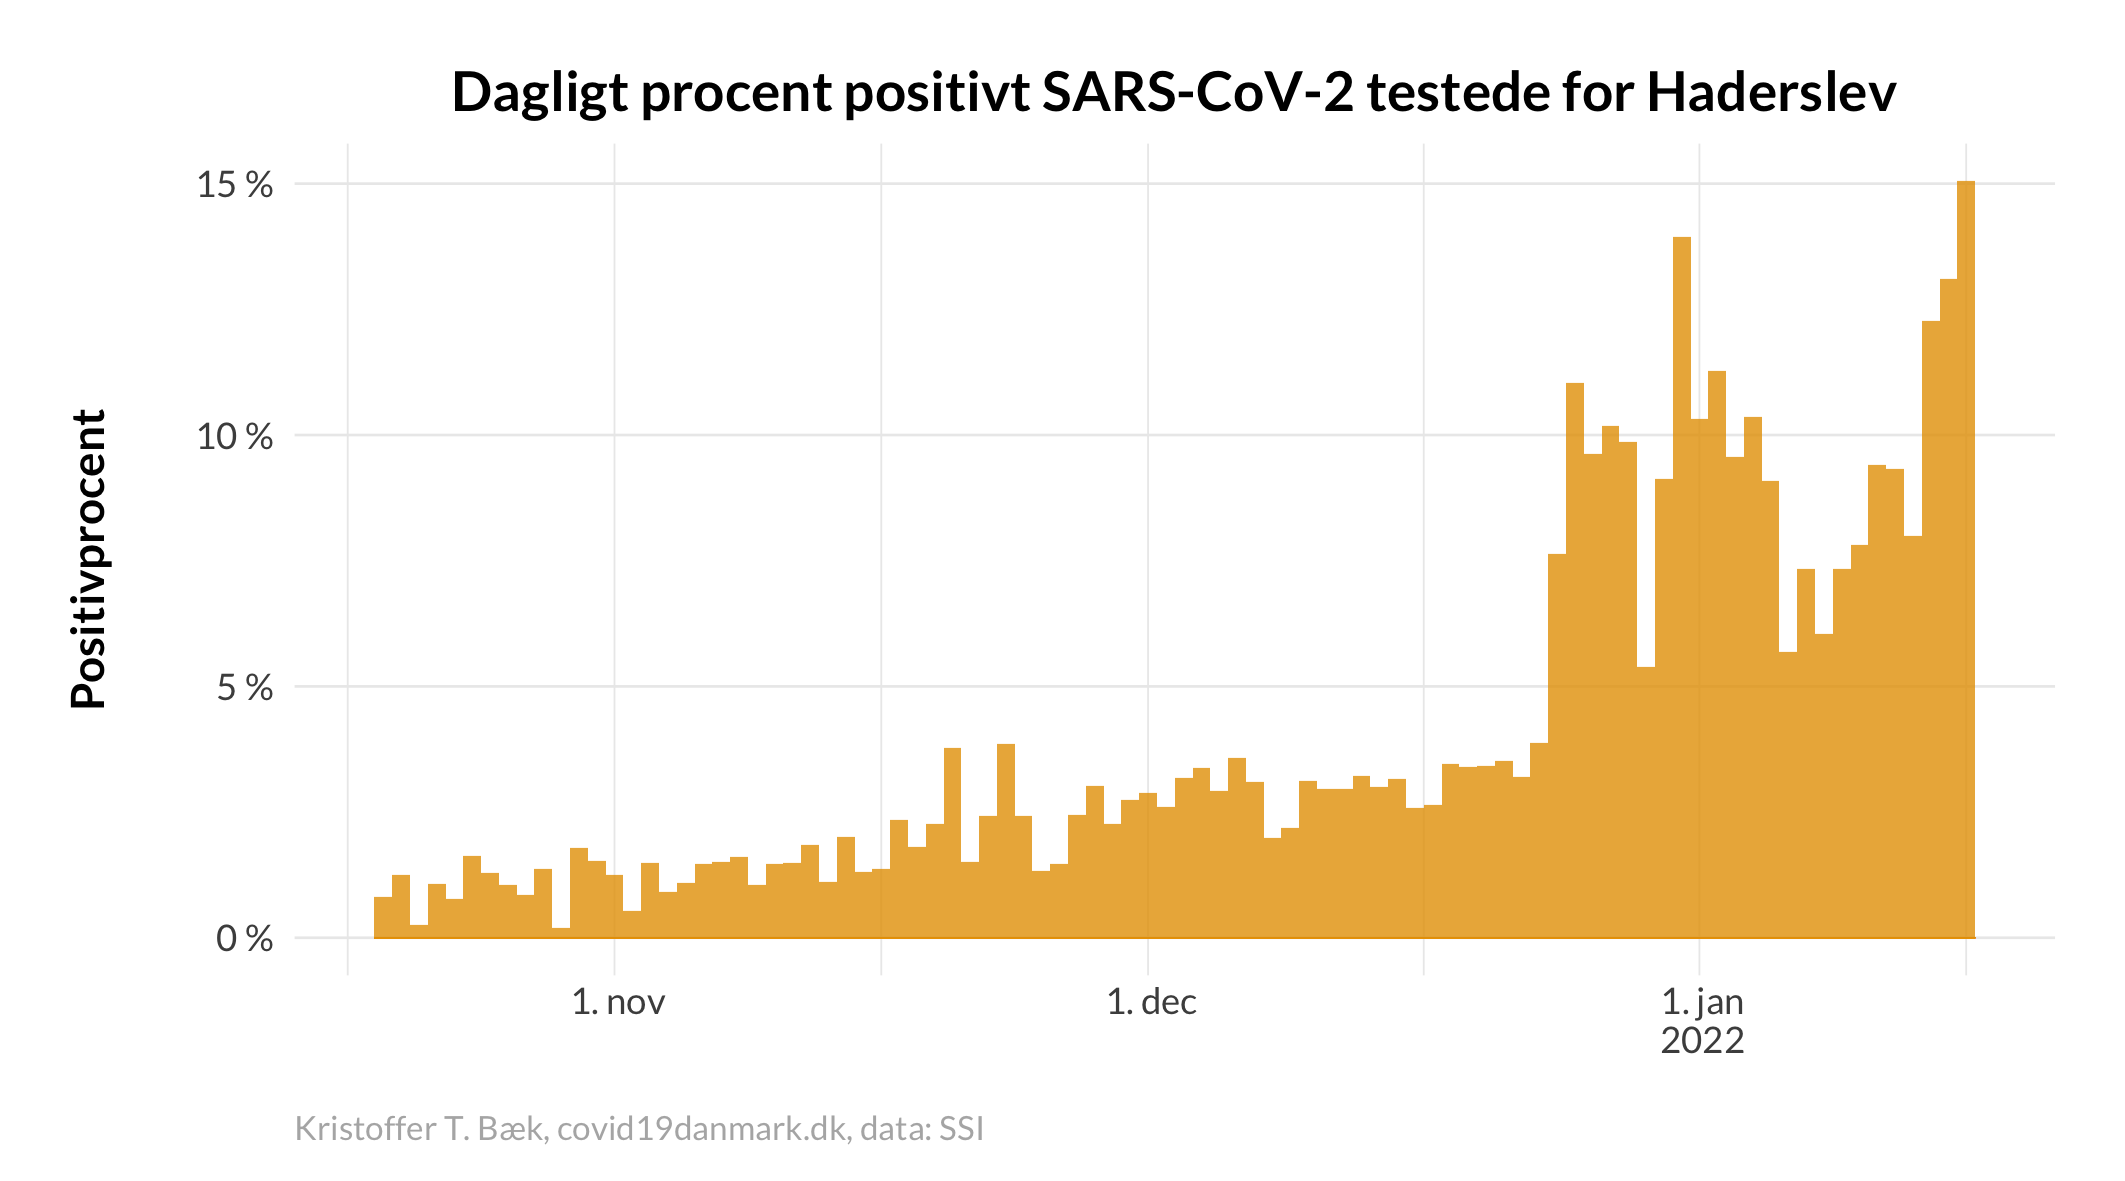 Dagligt procent positivt SARS-CoV-2 testede for Haderslev
Positivprocent
15 %
10 %
5 %
0 %
1. nov
1. dec
1. jan
2022
Kristoffer T. Bæk, covid19danmark.dk, data: SSI